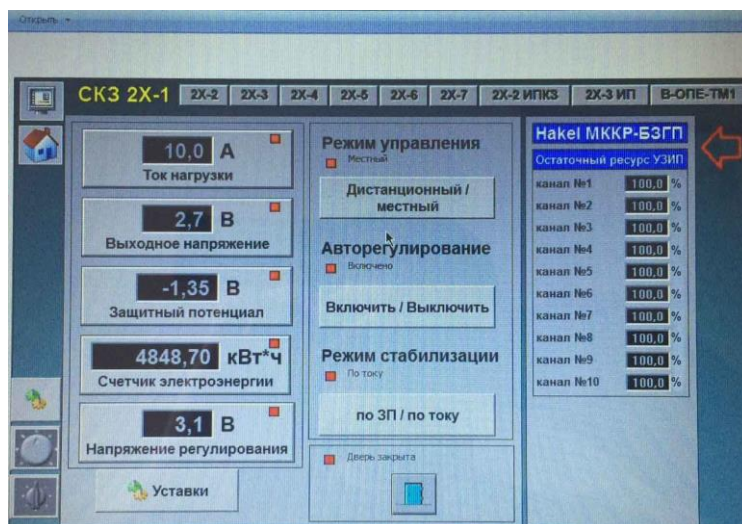 Открыть
СКЗ 2Х-1 2Х-2 2Х-3 2Х-4 2Х-5 2Х-6 2Х-7 2Х-2 ИПКЗ 2Х-3 ИП В-ОПЕ-ТМ1
10,0 А
Ток нагрузки
2,7 В
Выходное напряжение
-1,35 В
Защитный потенциал
4848,70 кВт*ч
Счетчик электроэнергии
3,1 В
Напряжение регулирования
Уставки
Режим управления
Местный
Дистанционный /
местный
Авторегулирование
Включено
Включить / Выключить
Режим стабилизации
По току
по ЗП / по току
Дверь закрыта
Hakel МККР-БЗГП
Остаточный ресурс УЗИП
канал №1 100,0 %
канал №2 100,0 %
канал №3 100,0 %
канал №4 100,0 %
канал №5 100,0 %
канал №6 100,0 %
канал №7 100,0 %
канал №8 100,0 %
канал №9 100,0 %
канал №10 100,0 %